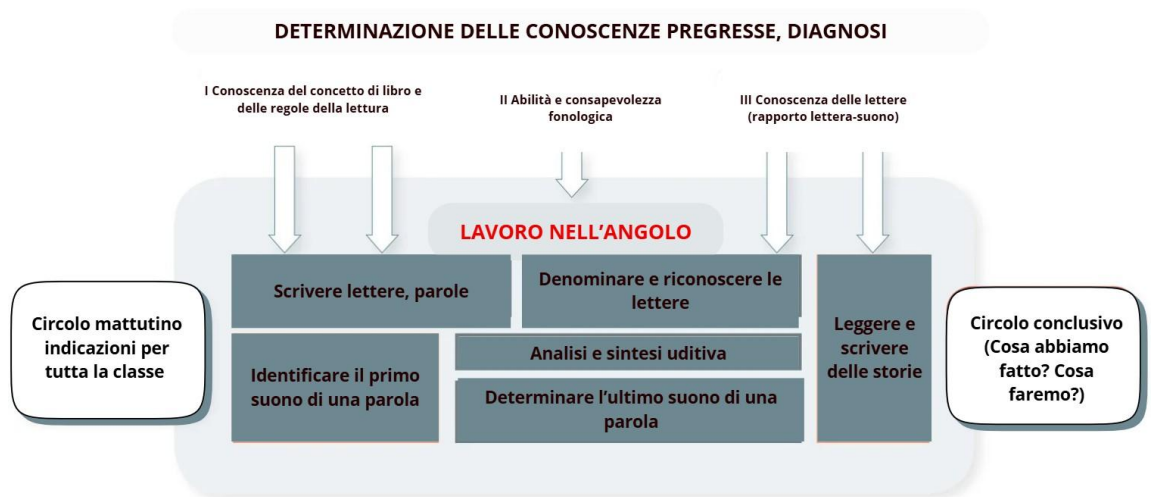 DETERMINAZIONE DELLE CONOSCENZE PREGRESSE, DIAGNOSI
I Conoscenza del concetto di libro e
delle regole della lettura
II Abilità e consapevolezza
fonologica
III Conoscenza delle lettere
(rapporto lettera-suono)
LAVORO NELL'ANGOLO
Circolo mattutino
indicazioni per
tutta la classe
Scrivere lettere, parole
Denominare e riconoscere le
lettere
Identificare il primo
suono di una parola
Analisi e sintesi uditiva
Determinare l'ultimo suono di una
parola
Leggere e
scrivere
delle storie
Circolo conclusivo
(Cosa abbiamo
fatto? Cosa
faremo?)